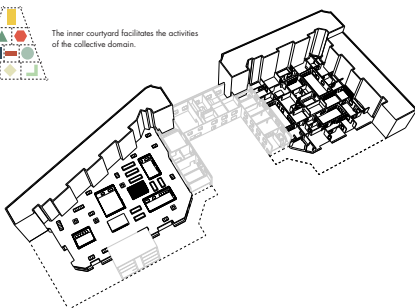 The inner courtyard facilitates the activities
of the collective domain.